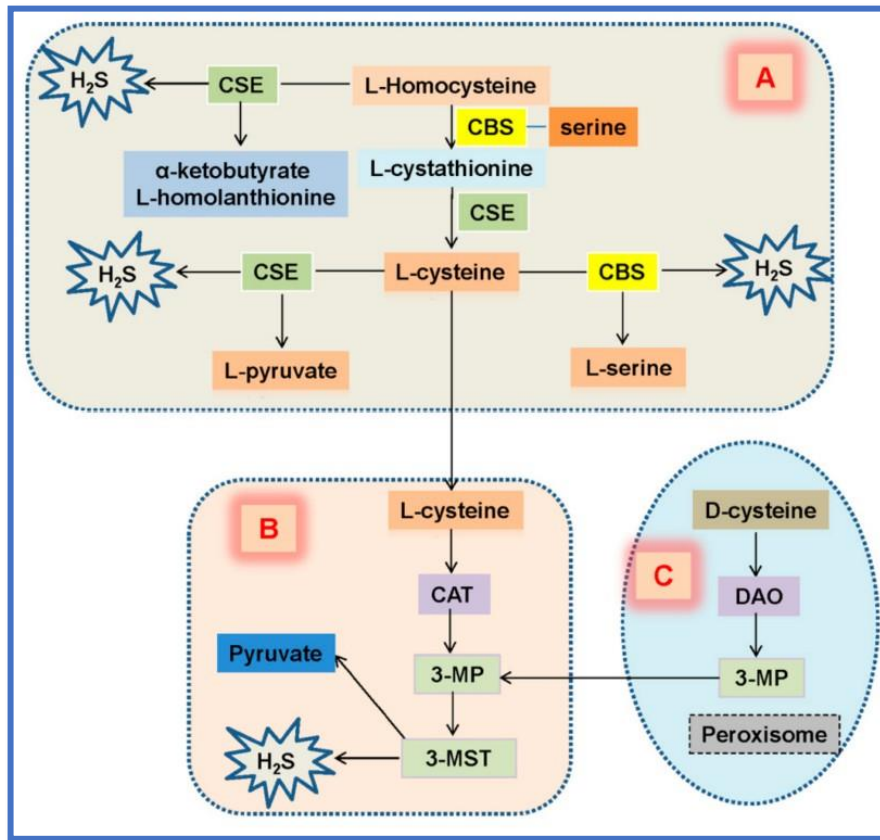 H₂S
CSE
L-Homocysteine
A
CBS
serine
α-ketobutyrate
L-homolanthionine
L-cystathionine
CSE
H₂S
CSE
L-cysteine
CBS
H₂S
L-pyruvate
L-serine
B
L-cysteine
D-cysteine
C
CAT
DAO
Pyruvate
3-MP
3-MP
Peroxisome
H₂S
3-MST